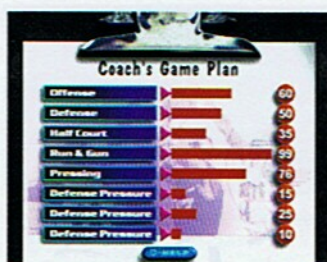 Coach's Game Plan
Offense 60
Defense 50
Half Court 35
Run & Gun 99
Pressing 76
Defense Pressure 15
Defense Pressure 25
Defense Pressure 10
HELP